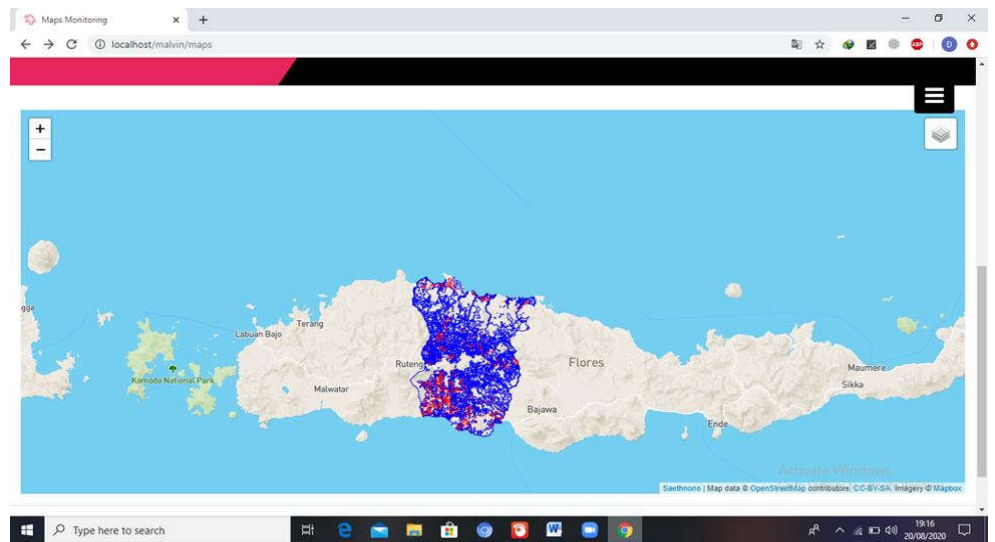 Maps Monitoring
localhost/malvin/maps
ABP
D
+
−
Terang
Labuan Bajo
Ruteng
Flores
Komodo National Park
Malwatar
Maumere
Sikka
Bajawa
Ende
Activate Windows
Saethnono | Map data © OpenStreetMap contributors, CC-BY-SA, Imagery © Mapbox
Type here to search
19:16
20/08/2020